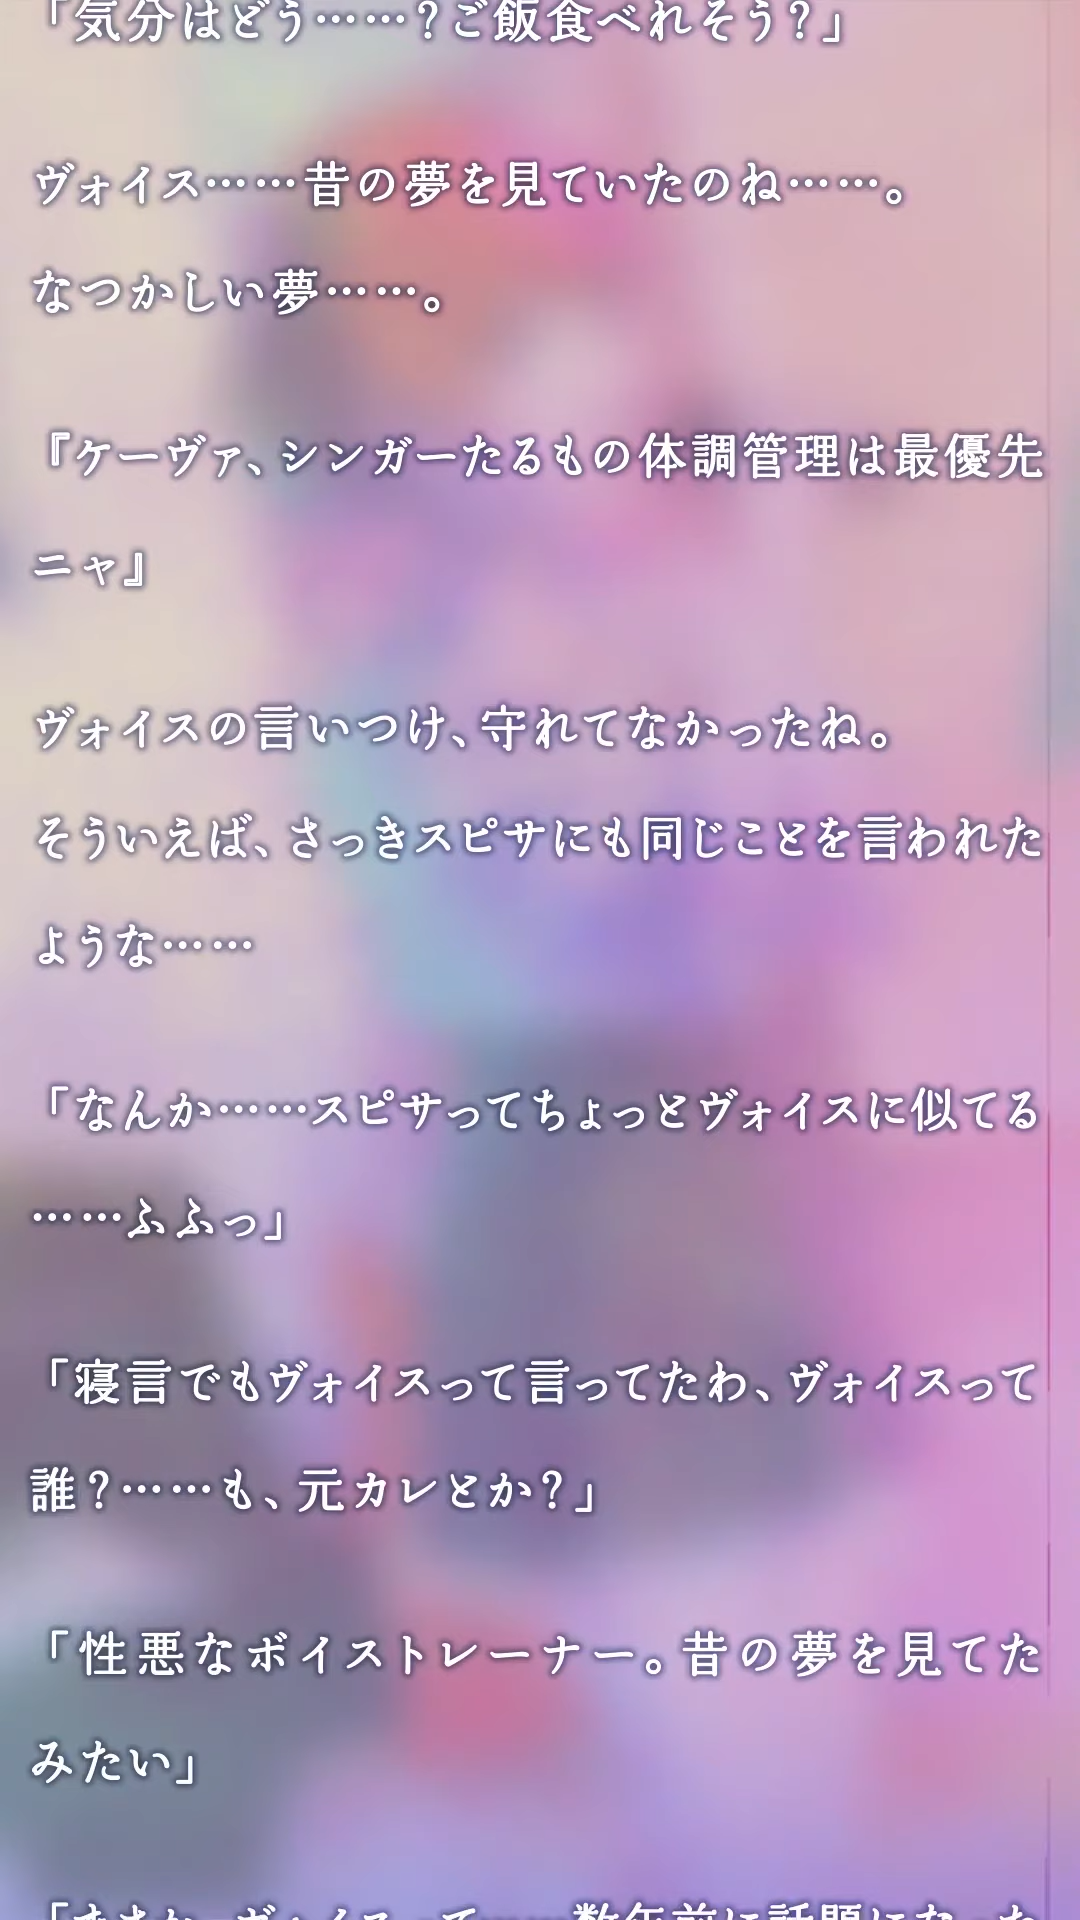 「気分はどう……？ご飯食べれそう？」
ヴォイス……昔の夢を見ていたのね……。
なつかしい夢……。
『ケーヴァ、シンガーたるもの体調管理は最優先
ニャ』
ヴォイスの言いつけ、守れてなかったね。
そういえば、さっきスピサにも同じことを言われた
ような……
「なんか……スピサってちょっとヴォイスに似てる
……ふふっ」
「寝言でもヴォイスって言ってたわ、ヴォイスって
誰？……も、元カレとか？」
「性悪なボイストレーナー。昔の夢を見てた
みたい」